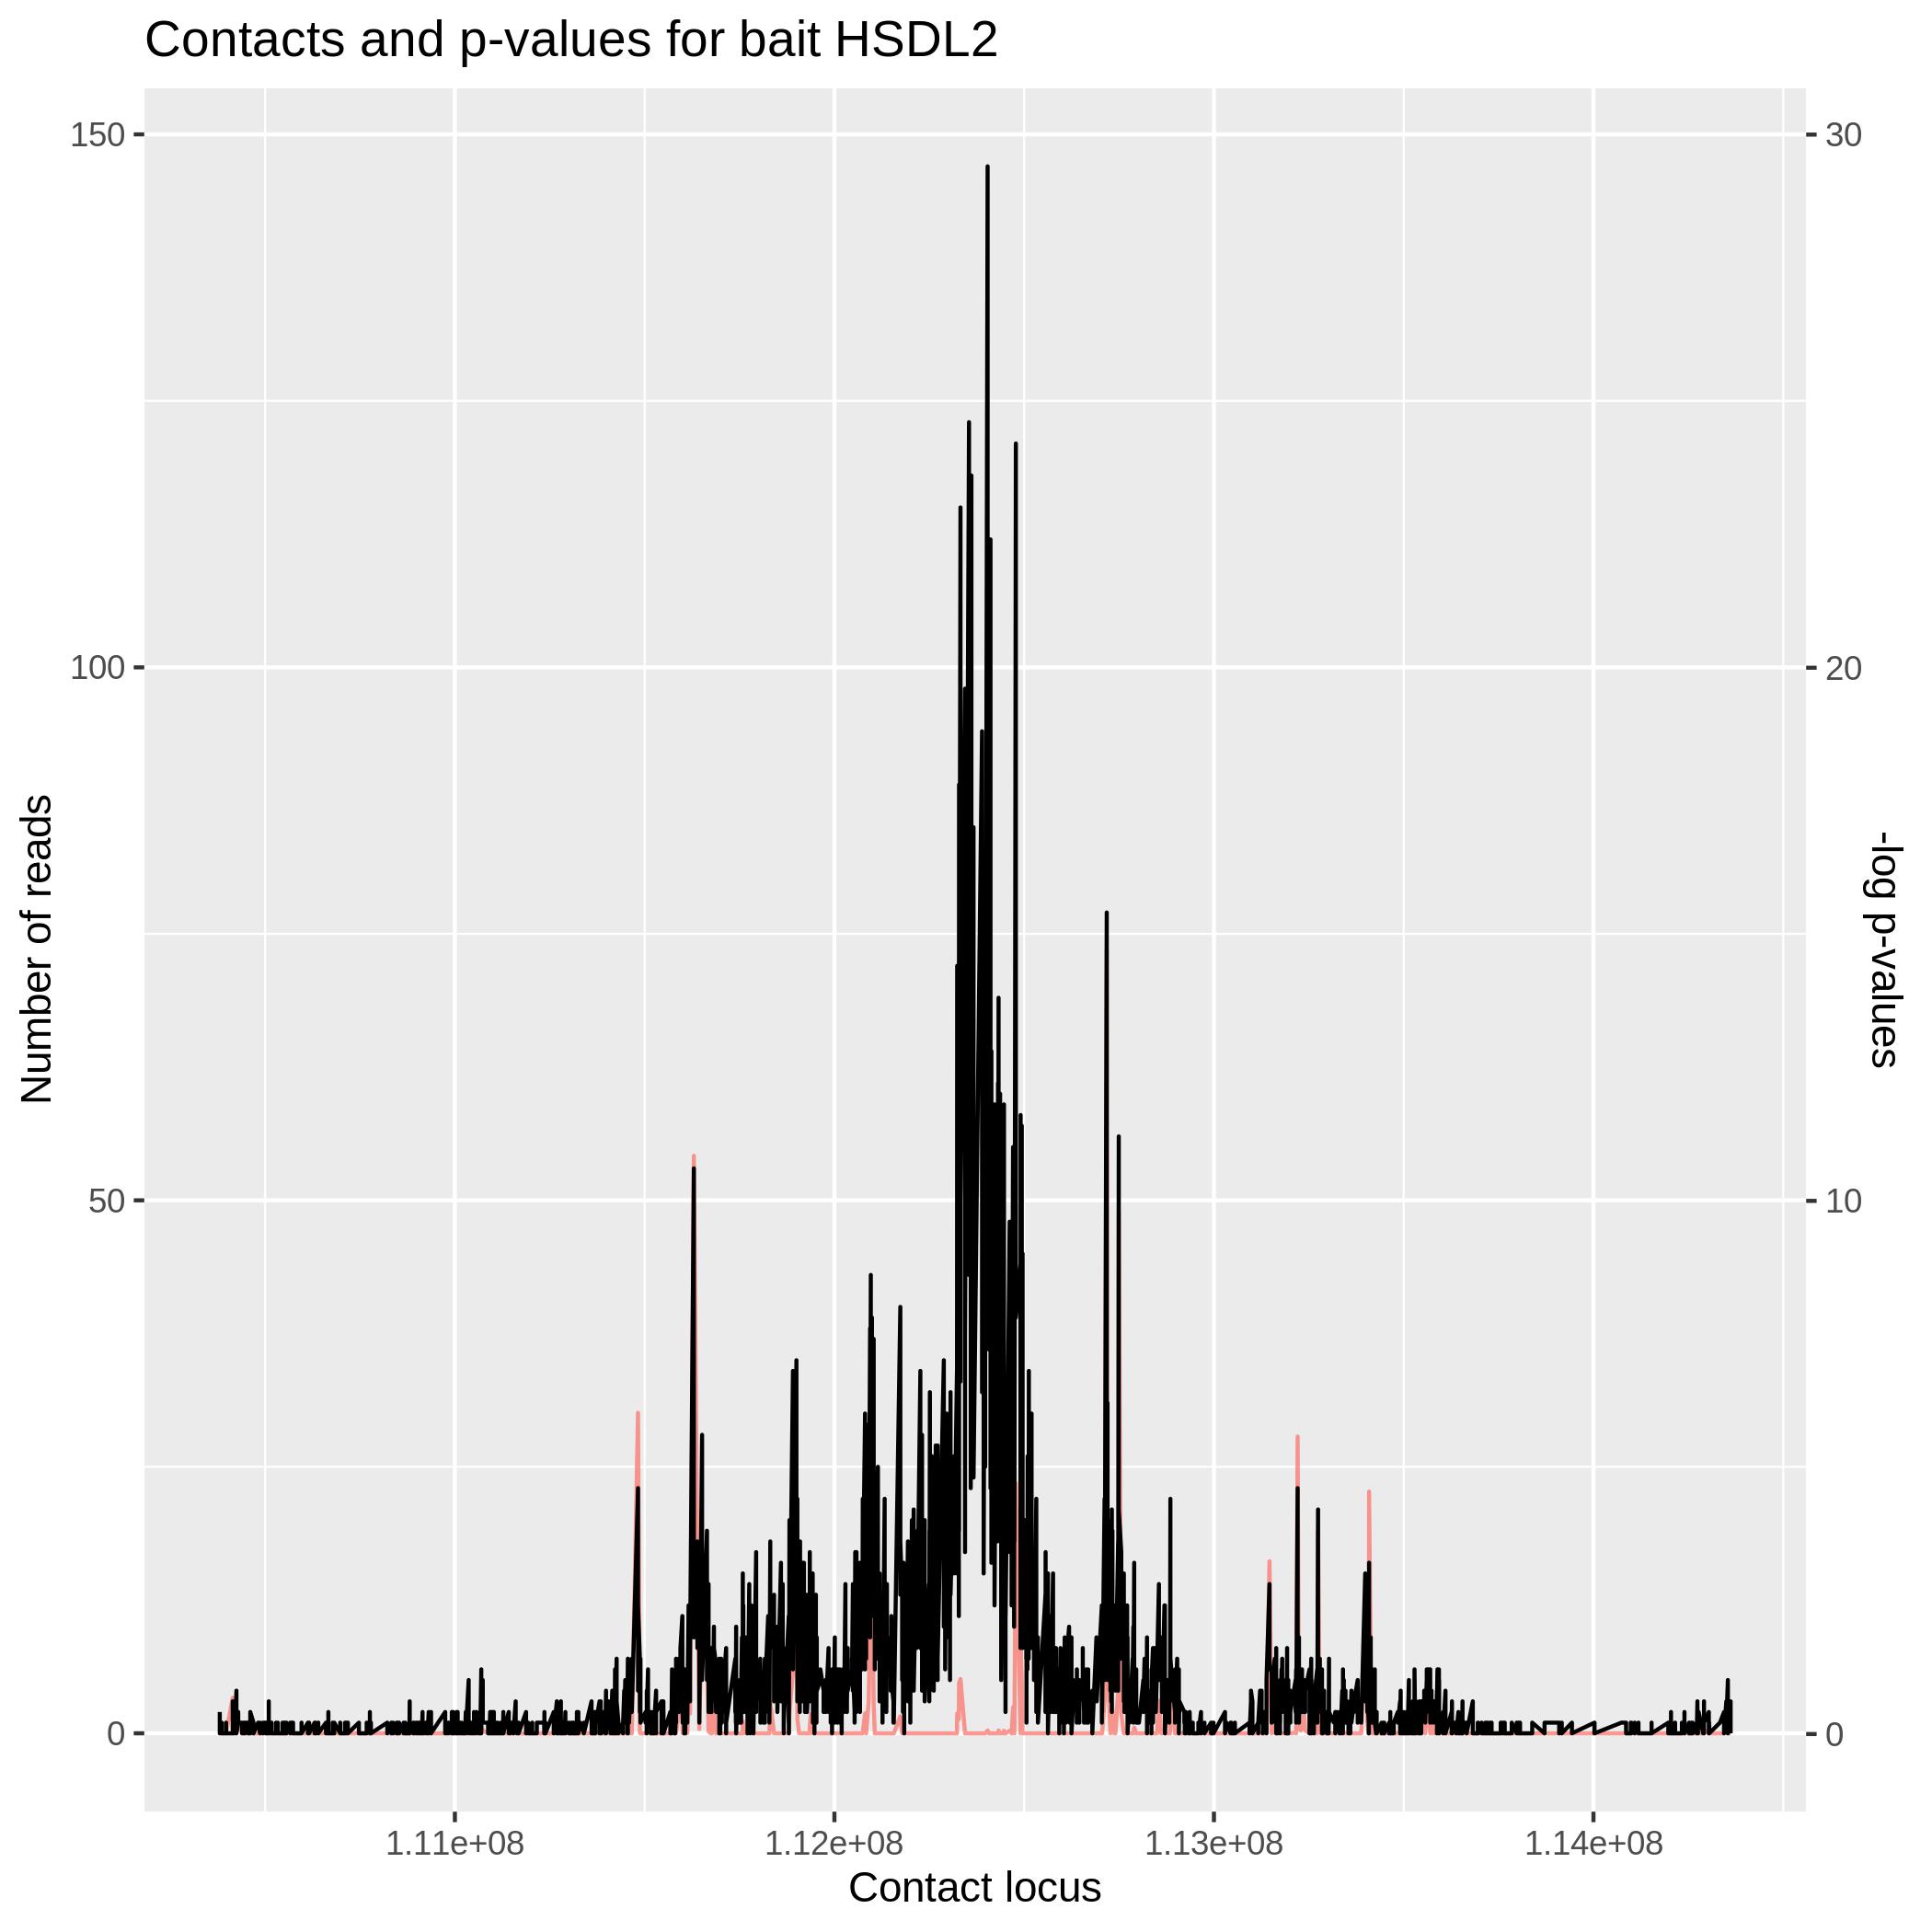 Contacts and p-values for bait HSDL2
150
100
50
0
Number of reads
30
20
10
0
-log p-values
1.11e+08
1.12e+08
1.13e+08
1.14e+08
Contact locus